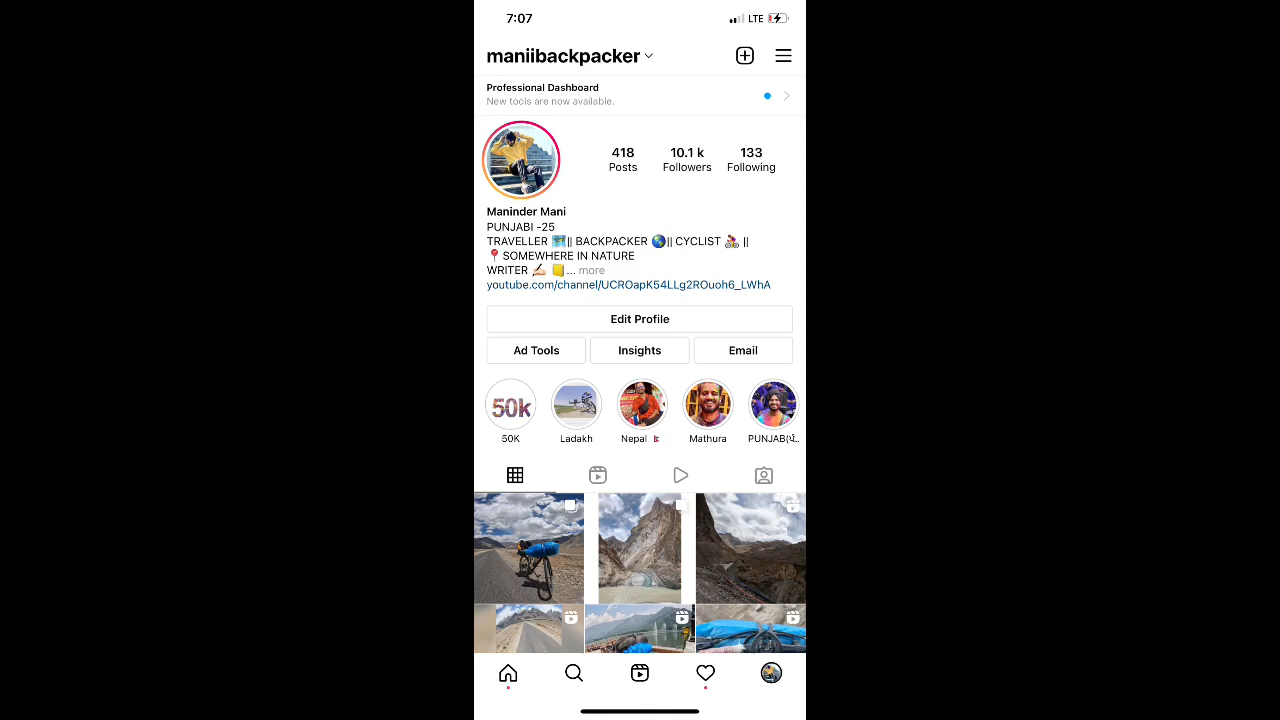 7:07 LTE
maniibackpacker
Professional Dashboard
New tools are now available.
418 10.1 k 133
Posts Followers Following
Maninder Mani
PUNJABI -25
TRAVELLER 🗺️|| BACKPACKER 🌎|| CYCLIST 🚴 ||
📍SOMEWHERE IN NATURE
WRITER ✍🏻 📒... more
youtube.com/channel/UCROapK54LLg2ROuoh6_LWhA
Edit Profile
Ad Tools Insights Email
50k
50K Ladakh Nepal 🇳🇵 Mathura PUNJAB(ਪੰ..